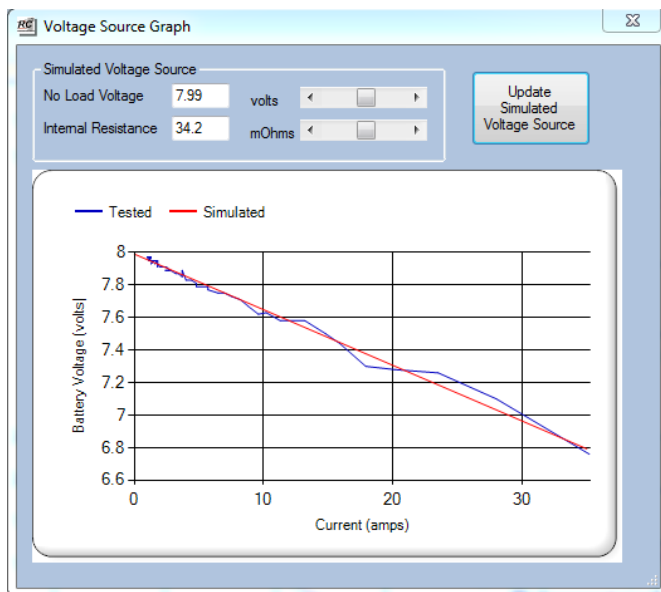 RC Voltage Source Graph
Simulated Voltage Source
No Load Voltage 7.99 volts
Internal Resistance 34.2 mOhms
Update
Simulated
Voltage Source
Tested Simulated
8
7.8
7.6
7.4
7.2
7
6.8
6.6
Battery Voltage (volts)
0 10 20 30
Current (amps)